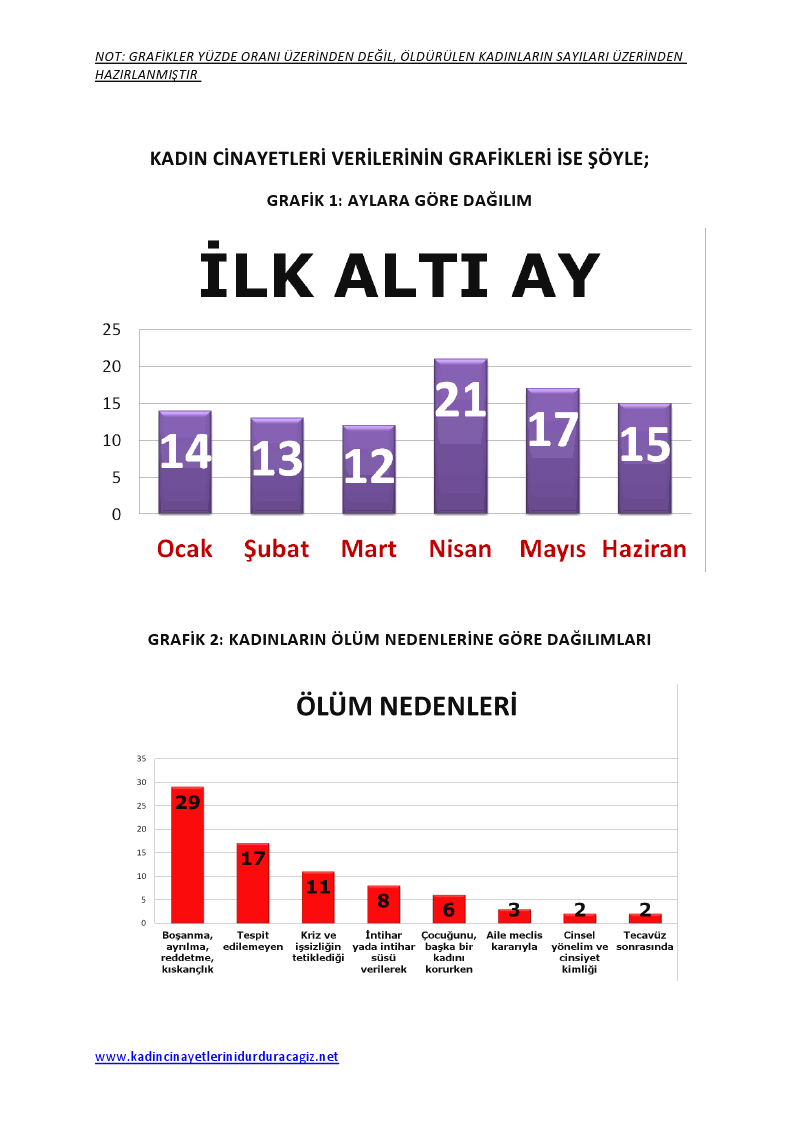 NOT: GRAFİKLER YÜZDE ORANI ÜZERİNDEN DEĞİL, ÖLDÜRÜLEN KADINLARIN SAYILARI ÜZERİNDEN
HAZIRLANMIŞTIR
KADIN CİNAYETLERİ VERİLERİNİN GRAFİKLERİ İSE ŞÖYLE;
GRAFİK 1: AYLARA GÖRE DAĞILIM
İLK ALTI AY
25
20
15
10
5
0
14 13 12 21 17 15
Ocak Şubat Mart Nisan Mayıs Haziran
GRAFİK 2: KADINLARIN ÖLÜM NEDENLERİNE GÖRE DAĞILIMLARI
ÖLÜM NEDENLERİ
35
30
25
20
15
10
5
0
29 17 11 8 6 3 2 2
Boşanma,
ayrılma,
reddetme,
kıskançlık
Tespit
edilemeyen
Kriz ve
işsizliğin
tetiklediği
İntihar
yada intihar
süsü
verilerek
Çocuğunu,
başka bir
kadını
korurken
Aile meclis
kararıyla
Cinsel
yönelim ve
cinsiyet
kimliği
Tecavüz
sonrasında
www.kadincinayetlerinidurduracagiz.net